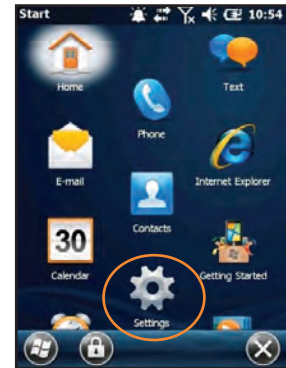 Start 10:54
Home
Text
Phone
E-mail
Internet Explorer
Contacts
30
Calendar
Getting Started
Settings